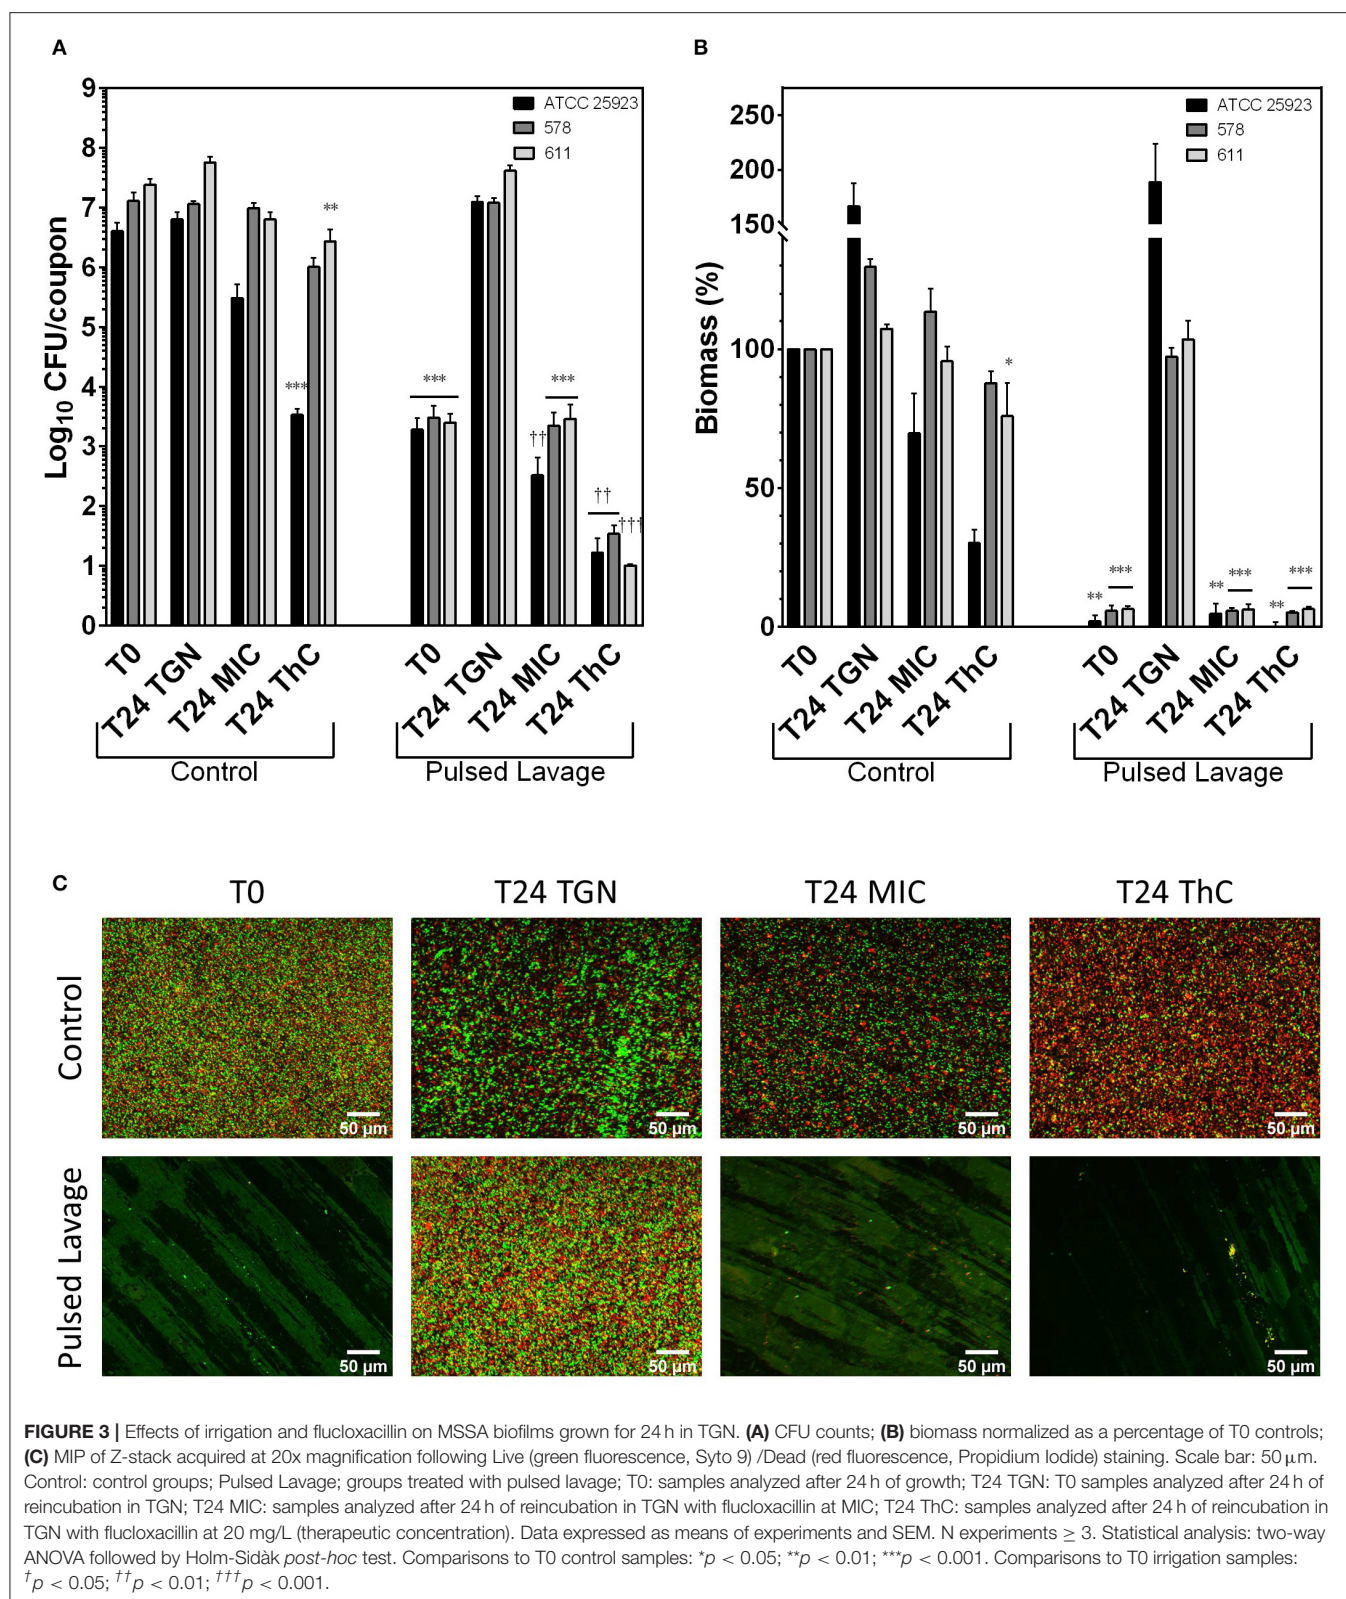 A
B
9
8
7
6
5
4
3
2
1
0
Log10 CFU/coupon
ATCC 25923
578
611
***
**
***
††
***
††
†††
T0
T24 TGN
T24 MIC
T24 ThC
T0
T24 TGN
T24 MIC
T24 ThC
Control
Pulsed Lavage
250
200
150
100
50
0
Biomass (%)
ATCC 25923
578
611
*
**
***
**
***
**
***
T0
T24 TGN
T24 MIC
T24 ThC
T0
T24 TGN
T24 MIC
T24 ThC
Control
Pulsed Lavage
C
T0
T24 TGN
T24 MIC
T24 ThC
Control
50 µm
50 µm
50 µm
50 µm
Pulsed Lavage
50 µm
50 µm
50 µm
50 µm
FIGURE 3 | Effects of irrigation and flucloxacillin on MSSA biofilms grown for 24 h in TGN. (A) CFU counts; (B) biomass normalized as a percentage of T0 controls;
(C) MIP of Z-stack acquired at 20x magnification following Live (green fluorescence, Syto 9) /Dead (red fluorescence, Propidium Iodide) staining. Scale bar: 50 µm.
Control: control groups; Pulsed Lavage; groups treated with pulsed lavage; T0: samples analyzed after 24 h of growth; T24 TGN: T0 samples analyzed after 24 h of
reincubation in TGN; T24 MIC: samples analyzed after 24 h of reincubation in TGN with flucloxacillin at MIC; T24 ThC: samples analyzed after 24 h of reincubation in
TGN with flucloxacillin at 20 mg/L (therapeutic concentration). Data expressed as means of experiments and SEM. N experiments ≥ 3. Statistical analysis: two-way
ANOVA followed by Holm-Sidàk post-hoc test. Comparisons to T0 control samples: *p < 0.05; **p < 0.01; ***p < 0.001. Comparisons to T0 irrigation samples:
†p < 0.05; ††p < 0.01; †††p < 0.001.